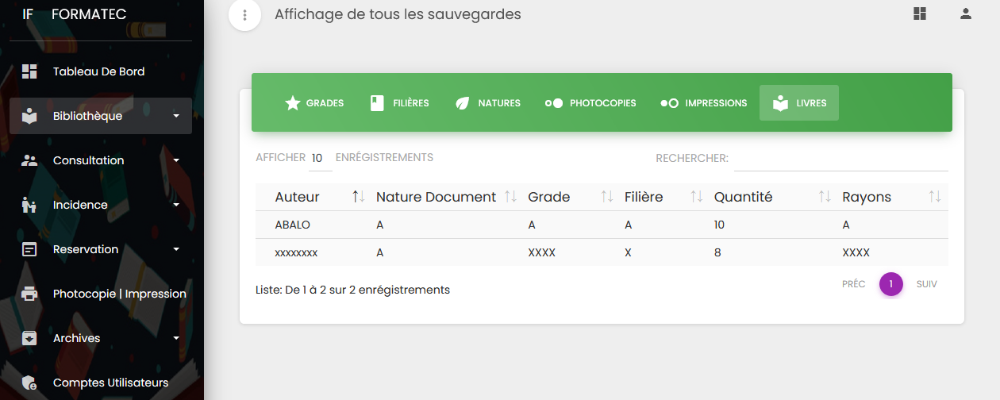 IF FORMATEC
Tableau De Bord
Bibliothèque
Consultation
Incidence
Reservation
Photocopie | Impression
Archives
Comptes Utilisateurs
Affichage de tous les sauvegardes
GRADES FILIÈRES NATURES PHOTOCOPIES IMPRESSIONS LIVRES
AFFICHER 10 ENRÉGISTREMENTS RECHERCHER:
Auteur Nature Document Grade Filière Quantité Rayons
ABALO A A A 10 A
xxxxxxxx A XXXX X 8 XXXX
Liste: De 1 à 2 sur 2 enrégistrements
PRÉC 1 SUIV